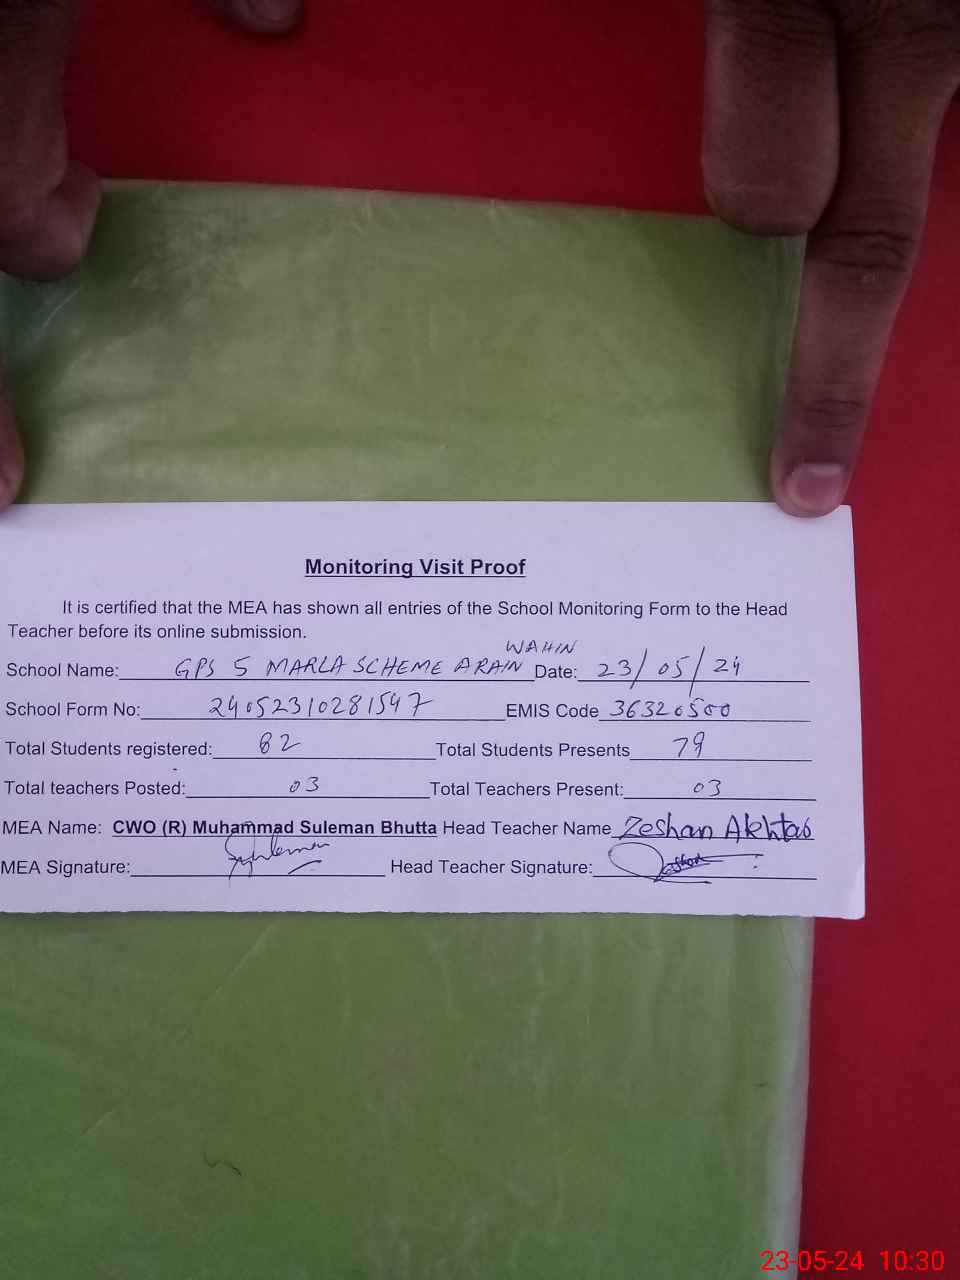 Monitoring Visit Proof
It is certified that the MEA has shown all entries of the School Monitoring Form to the Head
Teacher before its online submission.
WAHIN
School Name: GPS 5 MARLA SCHEME ARAIN Date: 23/05/24
School Form No: 24052310281547 EMIS Code 36320500
Total Students registered: 82 Total Students Presents 79
Total teachers Posted: 03 Total Teachers Present: 03
MEA Name: CWO (R) Muhammad Suleman Bhutta Head Teacher Name Zeshan Akhtar
MEA Signature: Suleman Head Teacher Signature:
23-05-24 10:30